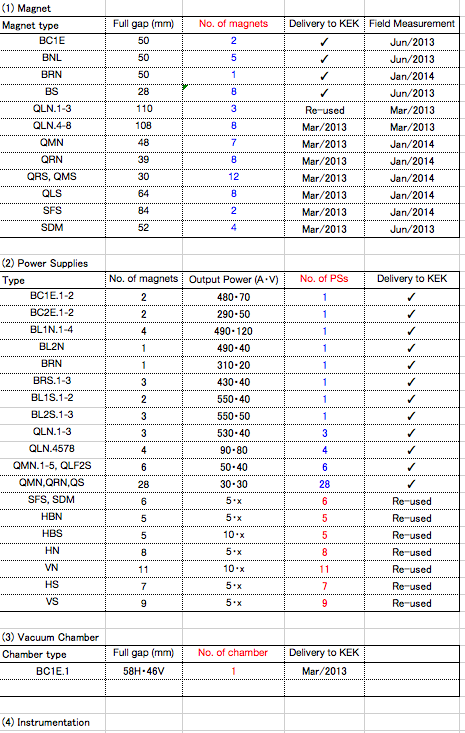 (1) Magnet
Magnet type Full gap (mm) No. of magnets Delivery to KEK Field Measurement
BC1E 50 2 ✓ Jun/2013
BNL 50 5 ✓ Jun/2013
BRN 50 1 ✓ Jan/2014
BS 28 8 ✓ Jun/2013
QLN.1-3 110 3 Re-used Mar/2013
QLN.4-8 108 8 Mar/2013 Mar/2013
QMN 48 7 Mar/2013 Jan/2014
QRN 39 8 Mar/2013 Jan/2014
QRS, QMS 30 12 Mar/2013 Jan/2014
QLS 64 8 Mar/2013 Jan/2014
SFS 84 2 Mar/2013 Jan/2014
SDM 52 4 Mar/2013 Jun/2013
(2) Power Supplies
Type No. of magnets Output Power (A・V) No. of PSs Delivery to KEK
BC1E.1-2 2 480・70 1 ✓
BC2E.1-2 2 290・50 1 ✓
BL1N.1-4 4 490・120 1 ✓
BL2N 1 490・40 1 ✓
BRN 1 310・20 1 ✓
BRS.1-3 3 430・40 1 ✓
BL1S.1-2 2 550・40 1 ✓
BL2S.1-3 3 550・50 1 ✓
QLN.1-3 3 530・40 3 ✓
QLN.4578 4 90・80 4 ✓
QMN.1-5, QLF2S 6 50・40 6 ✓
QMN,QRN,QS 28 30・30 28 ✓
SFS, SDM 6 5・x 6 Re-used
HBN 5 5・x 5 Re-used
HBS 5 10・x 5 Re-used
HN 8 5・x 8 Re-used
VN 11 10・x 11 Re-used
HS 7 5・x 7 Re-used
VS 9 5・x 9 Re-used
(3) Vacuum Chamber
Chamber type Full gap (mm) No. of chamber Delivery to KEK
BC1E.1 58H・46V 1 Mar/2013
(4) Instrumentation